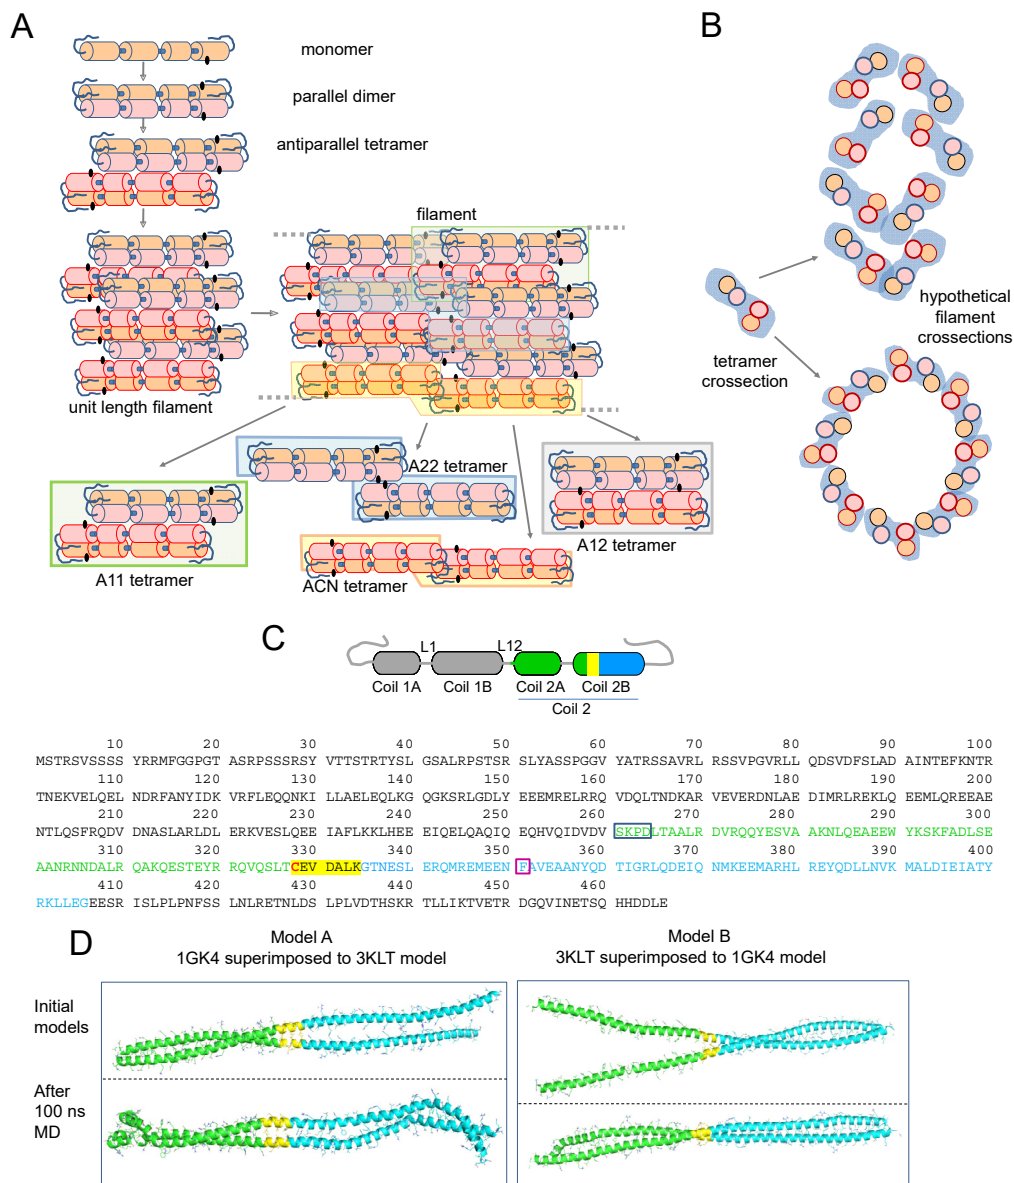 A
monomer
parallel dimer
antiparallel tetramer
filament
unit length filament
A22 tetramer
A12 tetramer
A11 tetramer
ACN tetramer
B
hypothetical
filament
crossections
tetramer
crossection
C
L1 L12
Coil 1A Coil 1B Coil 2A Coil 2B
Coil 2
10 20 30 40 50 60 70 80 90 100
MSTRSVSSSS YRRMFGGPGT ASRPSSSRSY VTTSTRTYSL GSALRPSTSR SLYASSPGGV YATRSSAVRL RSSVPGVRLL QDSVDFSLAD AINTEFKNTR
110 120 130 140 150 160 170 180 190 200
TNEKVELQEL NDRFANYIDK VRFLEQQNKI LLAELEQLKG QGKSRLGDLY EEEMRELRRQ VDQLTNDKAR VEVERDNLAE DIMRLREKLQ EEMLQREEAE
210 220 230 240 250 260 270 280 290 300
NTLQSFRQDV DNASLARLDL ERKVESLQEE IAFLKKLHEE EIQELQAQIQ EQHVQIDVDV SKPDLTAALR DVRQQYESVA AKNLQEAEEW YKSKFADLSE
310 320 330 340 350 360 370 380 390 400
AANRNNDALR QAKQESTEYR RQVQSLTCEV DALKGTNESL ERQMREMEEN FAVEAANYQD TIGRLQDEIQ NMKEEMARHL REYQDLLNVK MALDIEIATY
410 420 430 440 450 460
RKLLEGEESR ISLPLPNFSS LNLRETNLDS LPLVDTHSKR TLLIKTVETR DGQVINETSQ HHDDLE
D
Model A
1GK4 superimposed to 3KLT model
Model B
3KLT superimposed to 1GK4 model
Initial
models
After
100 ns
MD